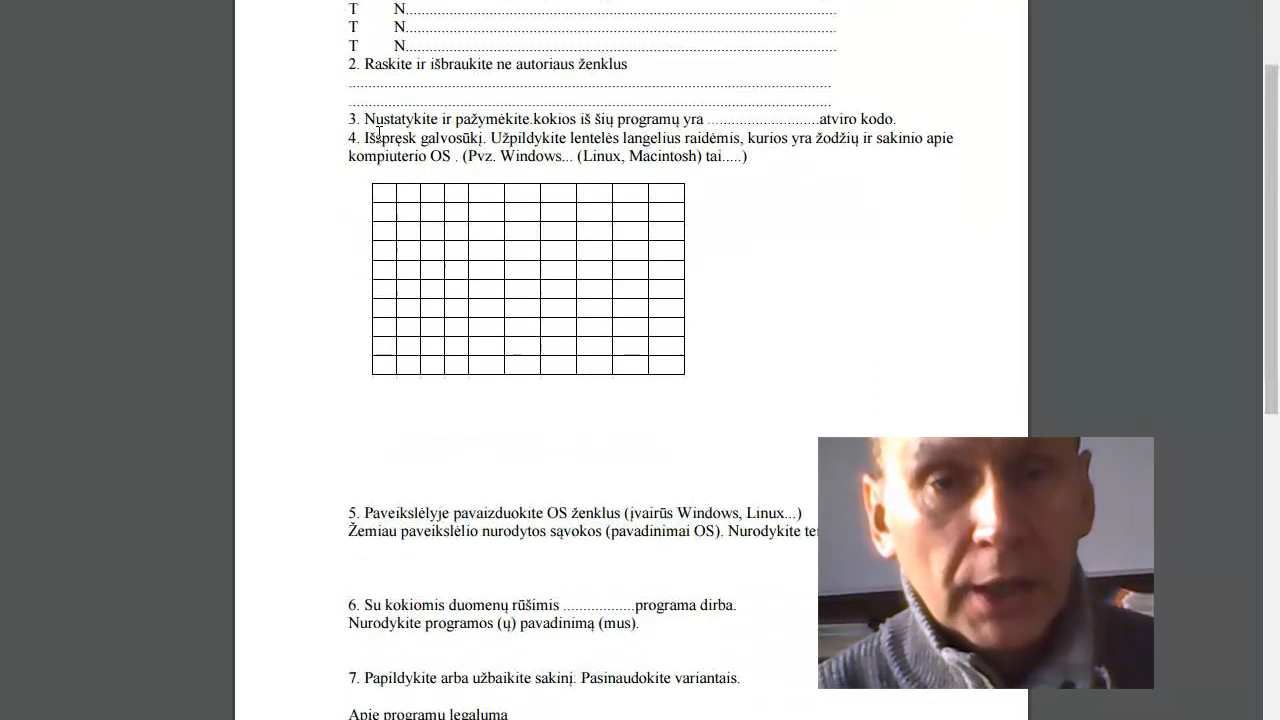 T N..............................................................................................................
T N..............................................................................................................
T N..............................................................................................................
2. Raskite ir išbraukite ne autoriaus ženklus
.........................................................................................................................
.........................................................................................................................
3. Nustatykite ir pažymėkite kokios iš šių programų yra ............................atviro kodo.
4. Išspręsk galvosūkį. Užpildykite lentelės langelius raidėmis, kurios yra žodžių ir sakinio apie
kompiuterio OS . (Pvz. Windows... (Linux, Macintosh) tai.....)
5. Paveikslėlyje pavaizduokite OS ženklus (įvairūs Windows, Linux...)
Žemiau paveikslėlio nurodytos sąvokos (pavadinimai OS). Nurodykite
6. Su kokiomis duomenų rūšimis ..................programa dirba.
Nurodykite programos (ų) pavadinimą (mus).
7. Papildykite arba užbaikite sakinį. Pasinaudokite variantais.
Apie programų legalumą